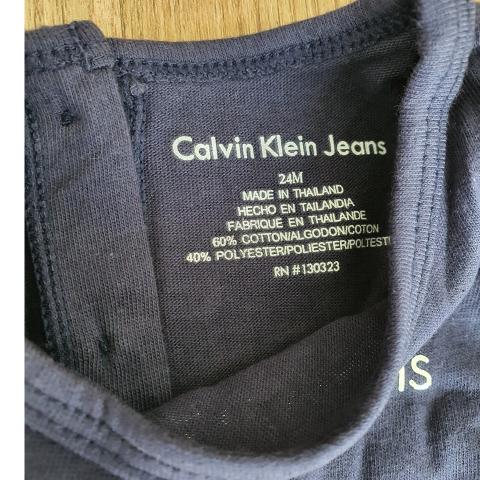 Calvin Klein Jeans
24M
MADE IN THAILAND
HECHO EN TAILANDIA
FABRIQUE EN THAILANDE
60% COTTON/ALGODON/COTON
40% POLYESTER/POLIESTER/POLYEST
RN #130323